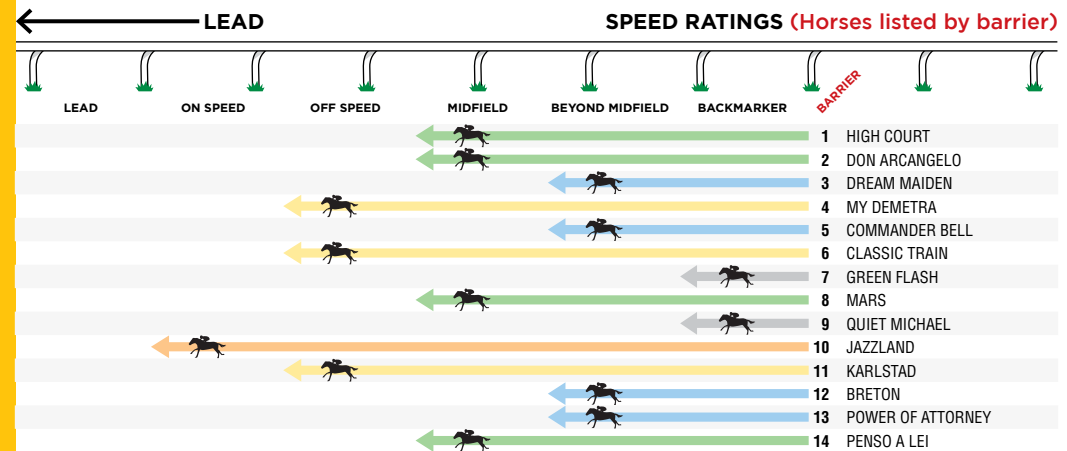 LEAD SPEED RATINGS (Horses listed by barrier)
LEAD ON SPEED OFF SPEED MIDFIELD BEYOND MIDFIELD BACKMARKER BARRIER
1 HIGH COURT
2 DON ARCANGELO
3 DREAM MAIDEN
4 MY DEMETRA
5 COMMANDER BELL
6 CLASSIC TRAIN
7 GREEN FLASH
8 MARS
9 QUIET MICHAEL
10 JAZZLAND
11 KARLSTAD
12 BRETON
13 POWER OF ATTORNEY
14 PENSO A LEI